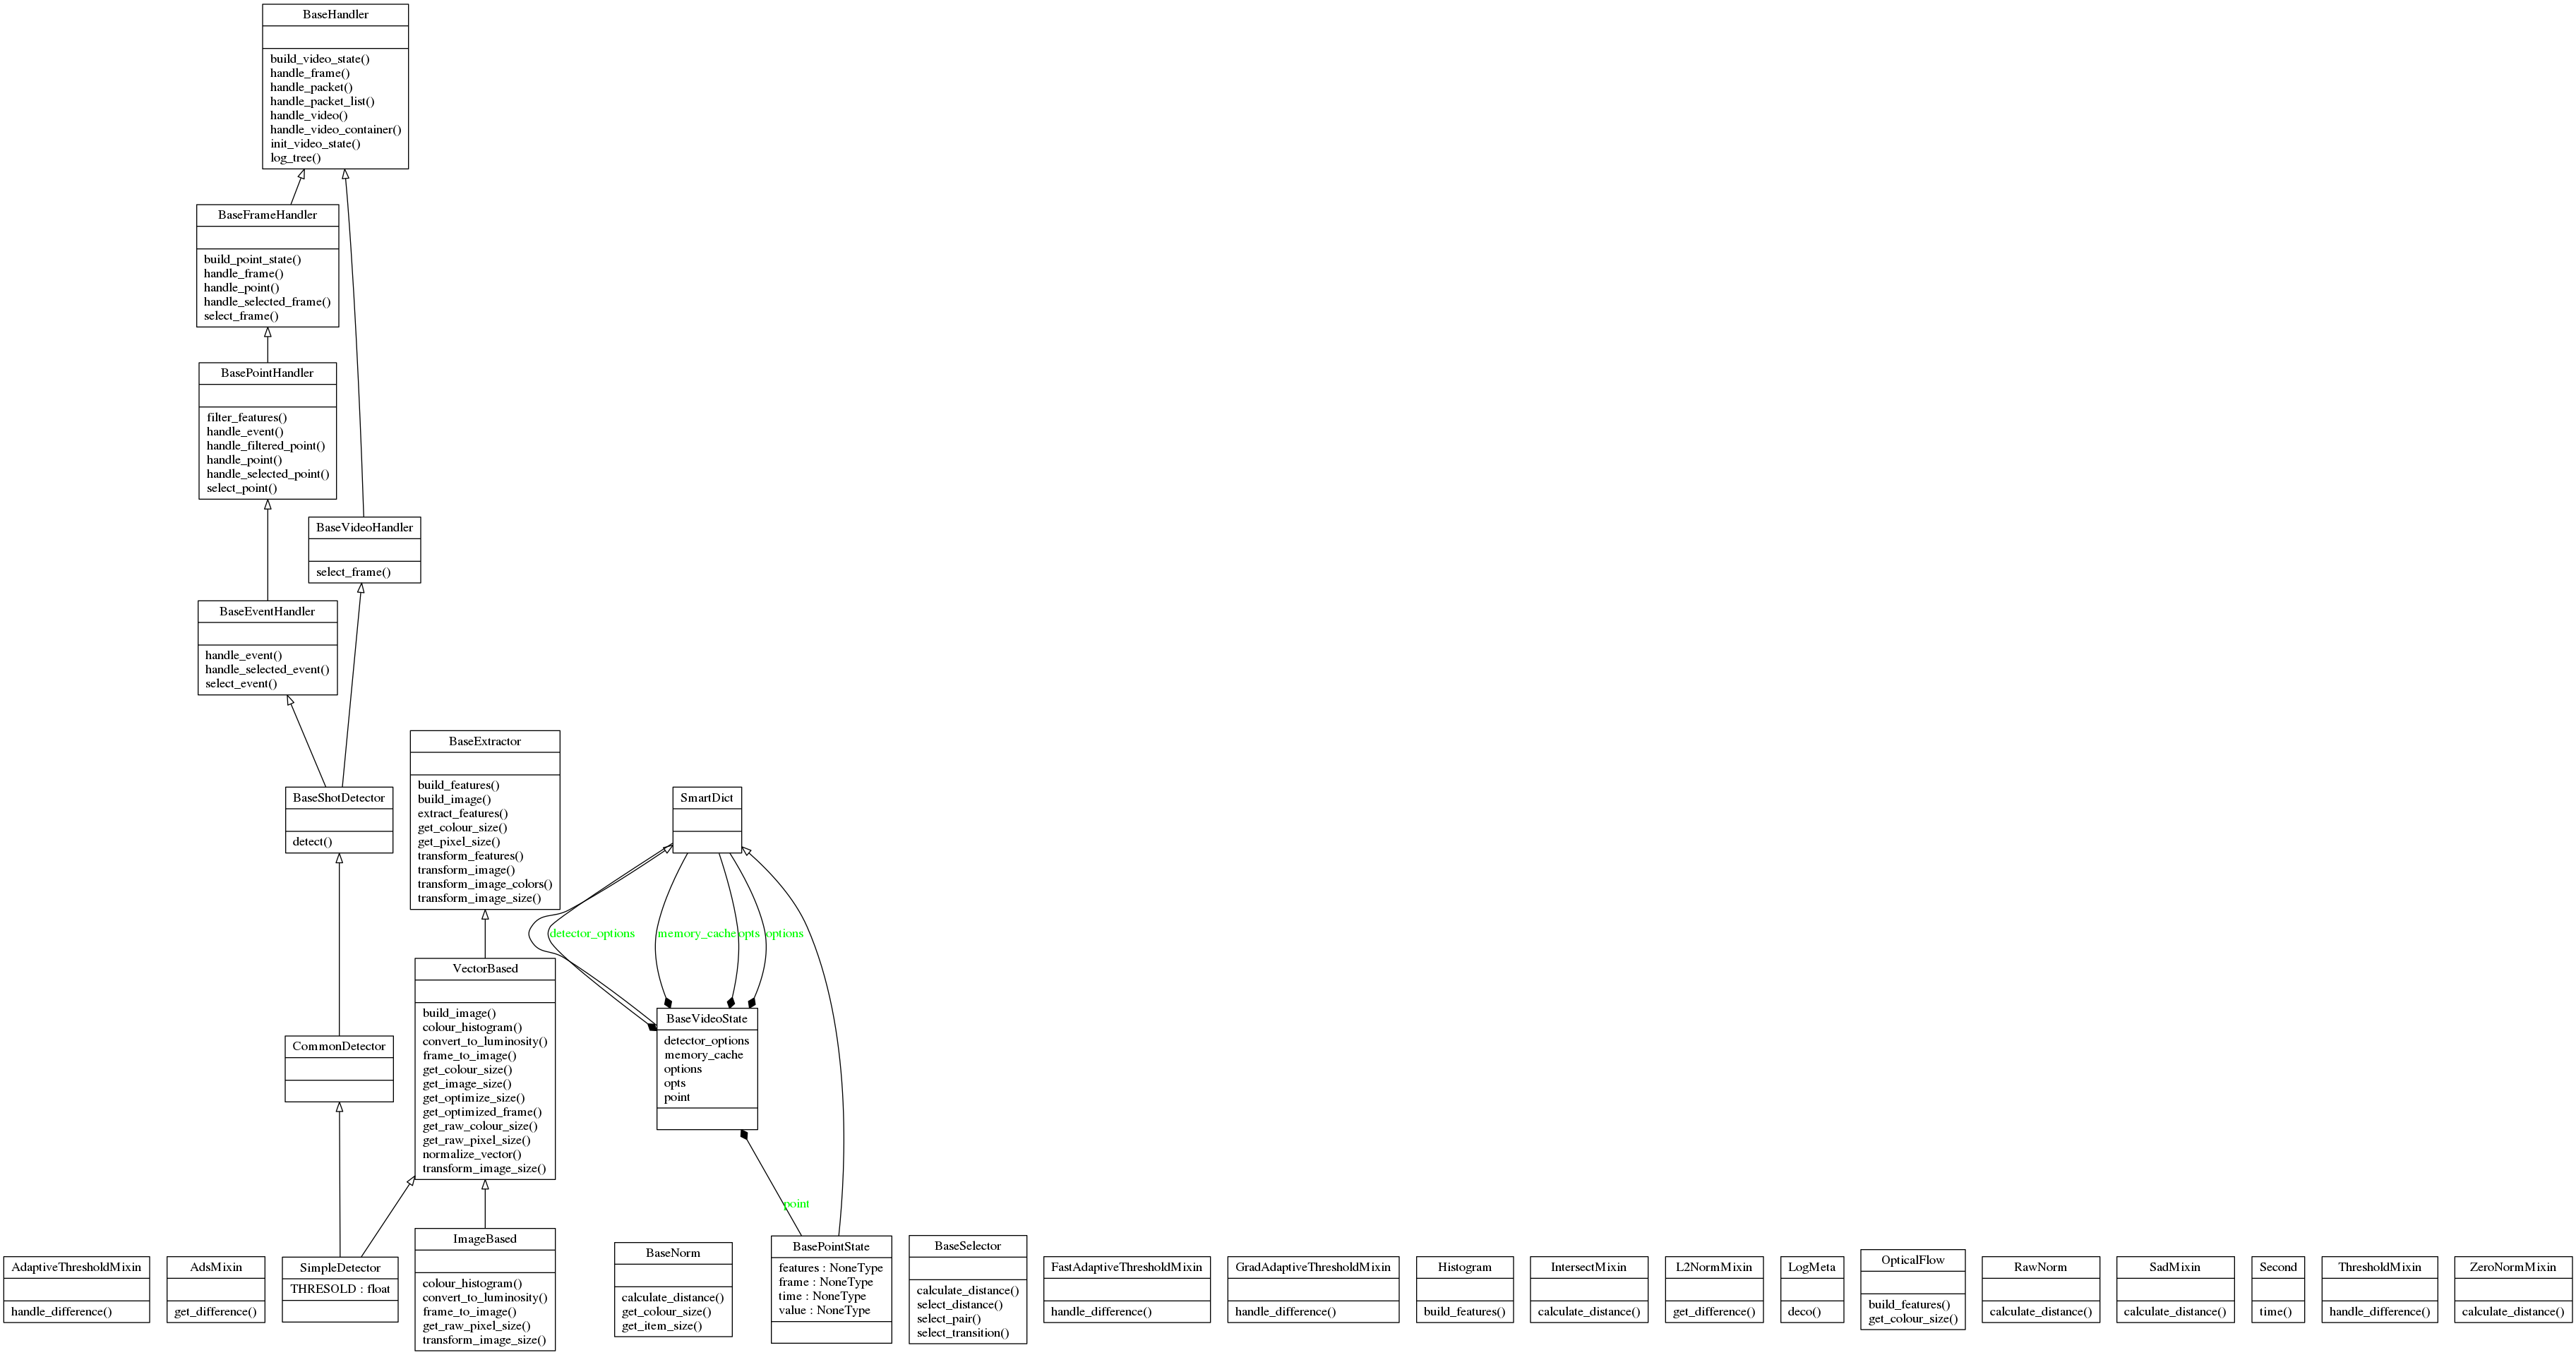 BaseHandler
build_video_state()
handle_frame()
handle_packet()
handle_packet_list()
handle_video()
handle_video_container()
init_video_state()
log_tree()
BaseFrameHandler
build_point_state()
handle_frame()
handle_point()
handle_selected_frame()
select_frame()
BasePointHandler
filter_features()
handle_event()
handle_filtered_point()
handle_point()
handle_selected_point()
select_point()
BaseVideoHandler
select_frame()
BaseEventHandler
handle_event()
handle_selected_event()
select_event()
BaseShotDetector
detect()
BaseExtractor
build_features()
build_image()
extract_features()
get_colour_size()
get_pixel_size()
transform_features()
transform_image()
transform_image_colors()
transform_image_size()
SmartDict
detector_options
memory_cache
opts
options
CommonDetector
VectorBased
build_image()
colour_histogram()
convert_to_luminosity()
frame_to_image()
get_colour_size()
get_image_size()
get_optimize_size()
get_optimized_frame()
get_raw_colour_size()
get_raw_pixel_size()
normalize_vector()
transform_image_size()
BaseVideoState
detector_options
memory_cache
options
opts
point
point
AdaptiveThresholdMixin
handle_difference()
AdsMixin
get_difference()
SimpleDetector
THRESOLD : float
ImageBased
colour_histogram()
convert_to_luminosity()
frame_to_image()
get_raw_pixel_size()
transform_image_size()
BaseNorm
calculate_distance()
get_colour_size()
get_item_size()
BasePointState
features : NoneType
frame : NoneType
time : NoneType
value : NoneType
BaseSelector
calculate_distance()
select_distance()
select_pair()
select_transition()
FastAdaptiveThresholdMixin
handle_difference()
GradAdaptiveThresholdMixin
handle_difference()
Histogram
build_features()
IntersectMixin
calculate_distance()
L2NormMixin
get_difference()
LogMeta
deco()
OpticalFlow
build_features()
get_colour_size()
RawNorm
calculate_distance()
SadMixin
calculate_distance()
Second
time()
ThresholdMixin
handle_difference()
ZeroNormMixin
calculate_distance()